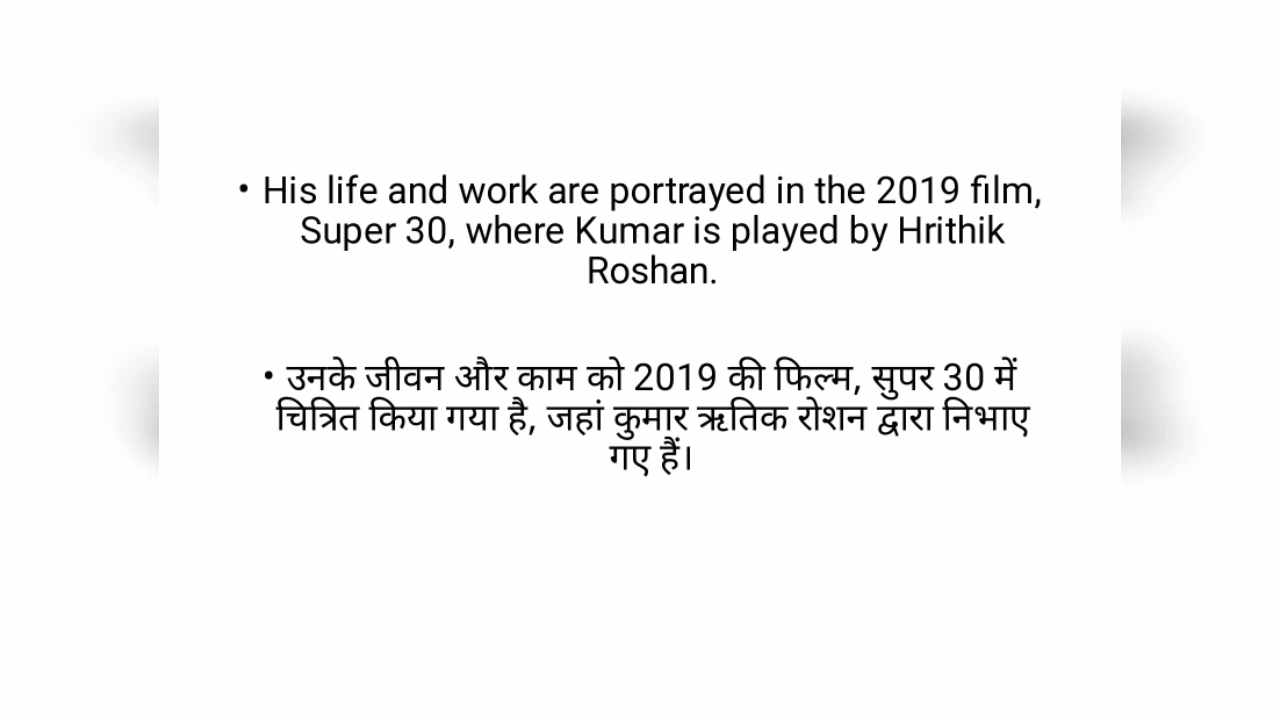 • His life and work are portrayed in the 2019 film,
Super 30, where Kumar is played by Hrithik
Roshan.
• उनके जीवन और काम को 2019 की फिल्म, सुपर 30 में
चित्रित किया गया है, जहां कुमार ऋतिक रोशन द्वारा निभाए
गए हैं।